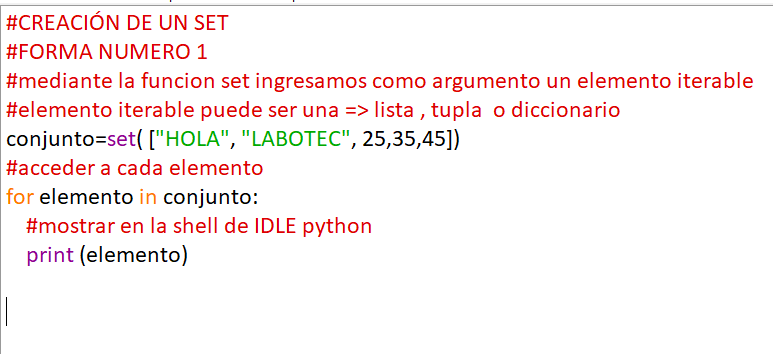 #CREACIÓN DE UN SET
#FORMA NUMERO 1
#mediante la funcion set ingresamos como argumento un elemento iterable
#elemento iterable puede ser una => lista , tupla  o diccionario
conjunto=set( ["HOLA", "LABOTEC", 25,35,45])
#acceder a cada elemento
for elemento in conjunto:
    #mostrar en la shell de IDLE python
    print (elemento)